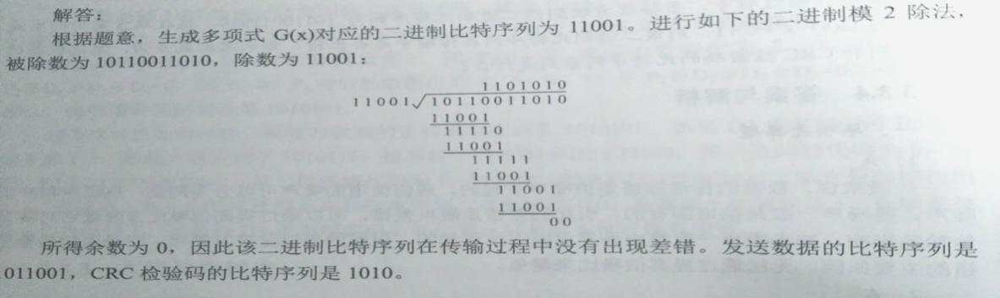 解答：
根据题意，生成多项式 G(x)对应的二进制比特序列为 11001。进行如下的二进制模 2 除法，
被除数为 10110011010，除数为 11001：
1101010
11001√10110011010
11001
11110
11001
11111
11001
11001
11001
00
所得余数为 0，因此该二进制比特序列在传输过程中没有出现差错。发送数据的比特序列是
011001，CRC 检验码的比特序列是 1010。